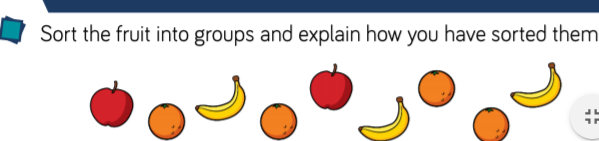 Sort the fruit into groups and explain how you have sorted them